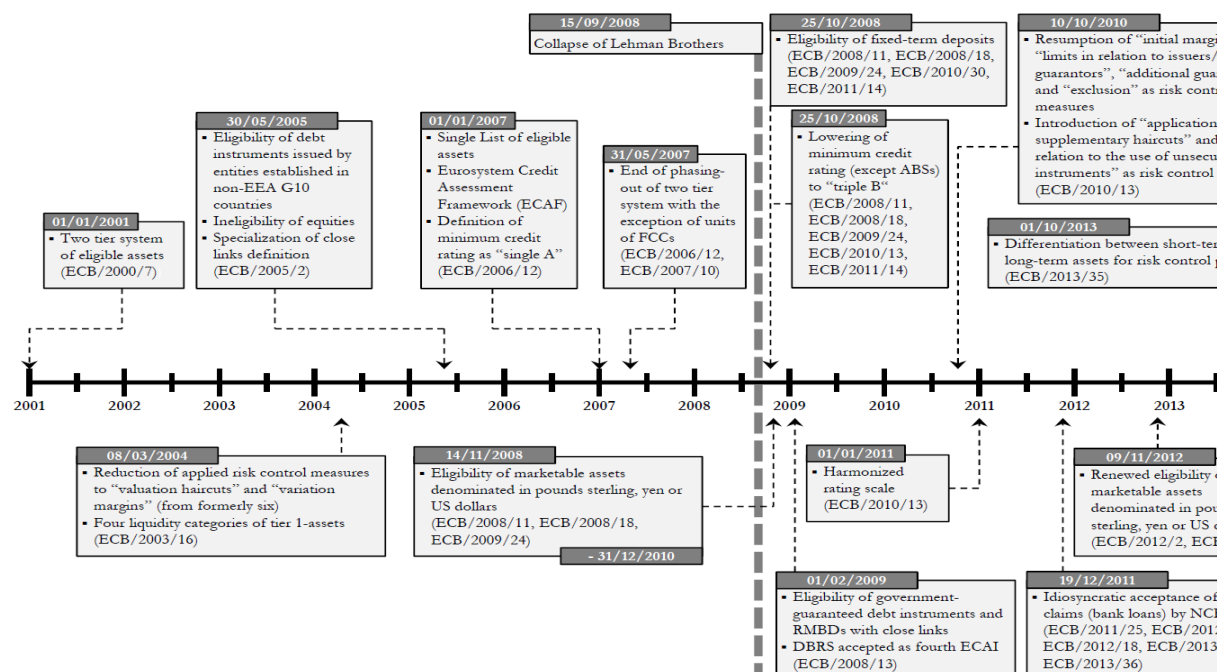 15/09/2008
Collapse of Lehman Brothers
25/10/2008
▪ Eligibility of fixed-term deposits
(ECB/2008/11, ECB/2008/18,
ECB/2009/24, ECB/2010/30,
ECB/2011/14)
10/10/2010
▪ Resumption of “initial margi
“limits in relation to issuers/
guarantors”, “additional guar
and “exclusion” as risk contr
measures
▪ Introduction of “application
supplementary haircuts” and
relation to the use of unsecu
instruments” as risk control
(ECB/2010/13)
30/05/2005
▪ Eligibility of debt
instruments issued by
entities established in
non-EEA G10
countries
▪ Ineligibility of equities
▪ Specialization of close
links definition
(ECB/2005/2)
01/01/2007
▪ Single List of eligible
assets
▪ Eurosystem Credit
Assessment
Framework (ECAF)
▪ Definition of
minimum credit
rating as “single A”
(ECB/2006/12)
31/05/2007
▪ End of phasing-
out of two tier
system with the
exception of units
of FCCs
(ECB/2006/12,
ECB/2007/10)
25/10/2008
▪ Lowering of
minimum credit
rating (except ABSs)
to “triple B“
(ECB/2008/11,
ECB/2008/18,
ECB/2009/24,
ECB/2010/13,
ECB/2011/14)
01/01/2001
▪ Two tier system
of eligible assets
(ECB/2000/7)
01/10/2013
▪ Differentiation between short-ter
long-term assets for risk control p
(ECB/2013/35)
2001 2002 2003 2004 2005 2006 2007 2008 2009 2010 2011 2012 2013
08/03/2004
▪ Reduction of applied risk control measures
to “valuation haircuts” and “variation
margins” (from formerly six)
▪ Four liquidity categories of tier 1-assets
(ECB/2003/16)
14/11/2008
▪ Eligibility of marketable assets
denominated in pounds sterling, yen or
US dollars
(ECB/2008/11, ECB/2008/18,
ECB/2009/24)
- 31/12/2010
01/01/2011
▪ Harmonized
rating scale
(ECB/2010/13)
09/11/2012
▪ Renewed eligibility o
marketable assets
denominated in pou
sterling, yen or US d
(ECB/2012/2, ECB
01/02/2009
▪ Eligibility of government-
guaranteed debt instruments and
RMBDs with close links
▪ DBRS accepted as fourth ECAI
(ECB/2008/13)
19/12/2011
▪ Idiosyncratic acceptance of
claims (bank loans) by NCB
(ECB/2011/25, ECB/2012
ECB/2012/18, ECB/2013
ECB/2013/36)